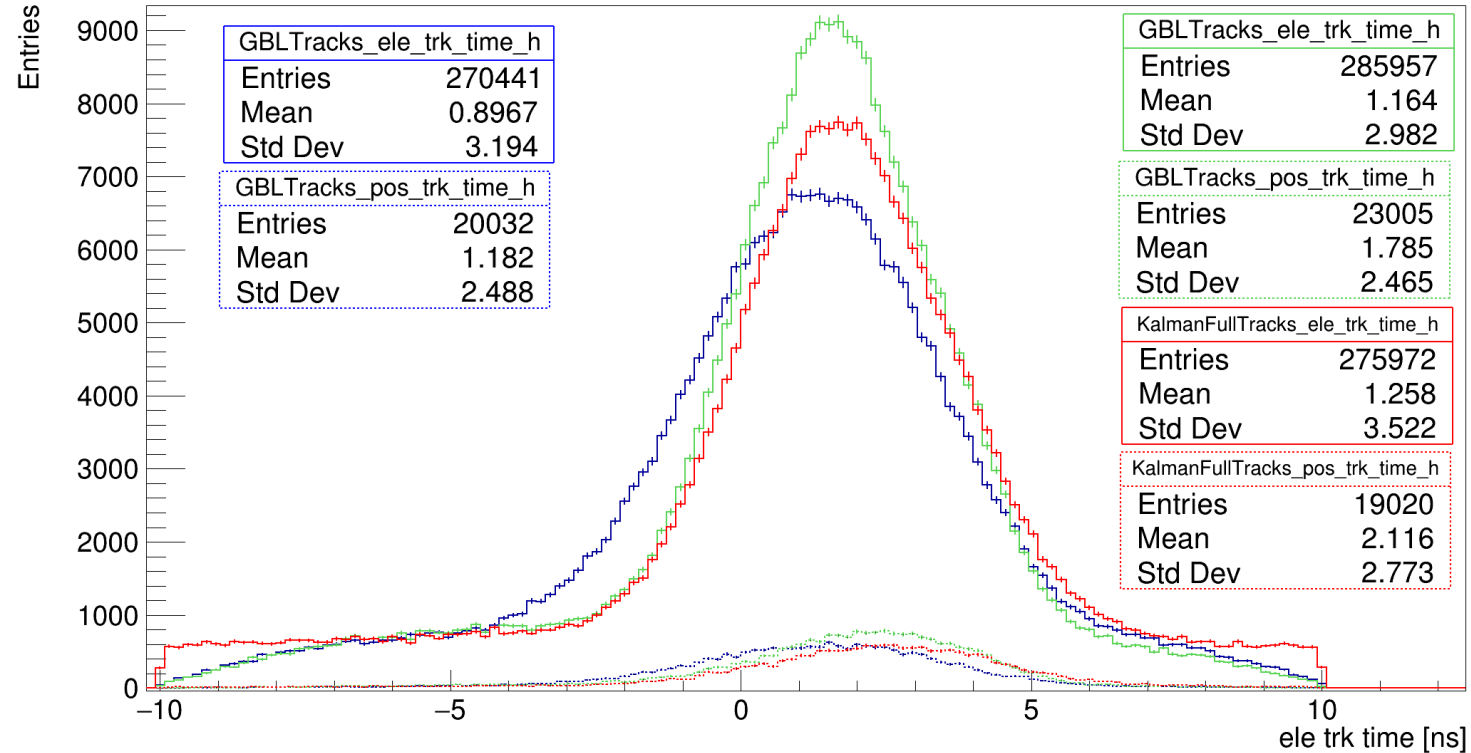 Entries
9000
8000
7000
6000
5000
4000
3000
2000
1000
0
GBLTracks_ele_trk_time_h
Entries 270441
Mean 0.8967
Std Dev 3.194
GBLTracks_pos_trk_time_h
Entries 20032
Mean 1.182
Std Dev 2.488
GBLTracks_ele_trk_time_h
Entries 285957
Mean 1.164
Std Dev 2.982
GBLTracks_pos_trk_time_h
Entries 23005
Mean 1.785
Std Dev 2.465
KalmanFullTracks_ele_trk_time_h
Entries 275972
Mean 1.258
Std Dev 3.522
KalmanFullTracks_pos_trk_time_h
Entries 19020
Mean 2.116
Std Dev 2.773
−10 −5 0 5 10
ele trk time [ns]